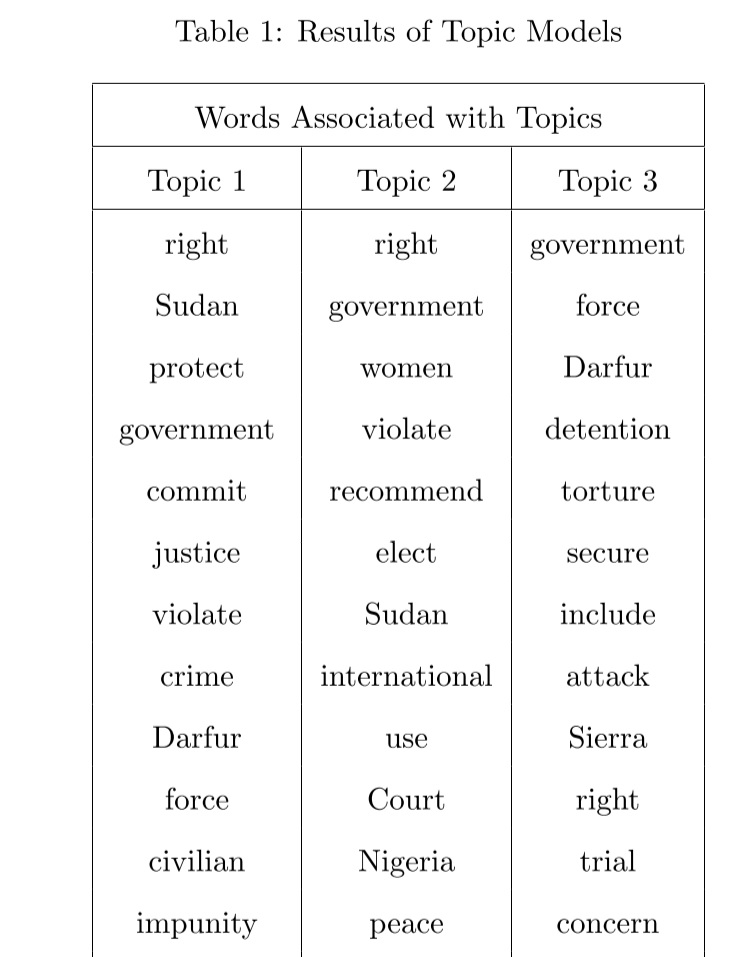 Table 1: Results of Topic Models
Words Associated with Topics
Topic 1 Topic 2 Topic 3
right right government
Sudan government force
protect women Darfur
government violate detention
commit recommend torture
justice elect secure
violate Sudan include
crime international attack
Darfur use Sierra
force Court right
civilian Nigeria trial
impunity peace concern